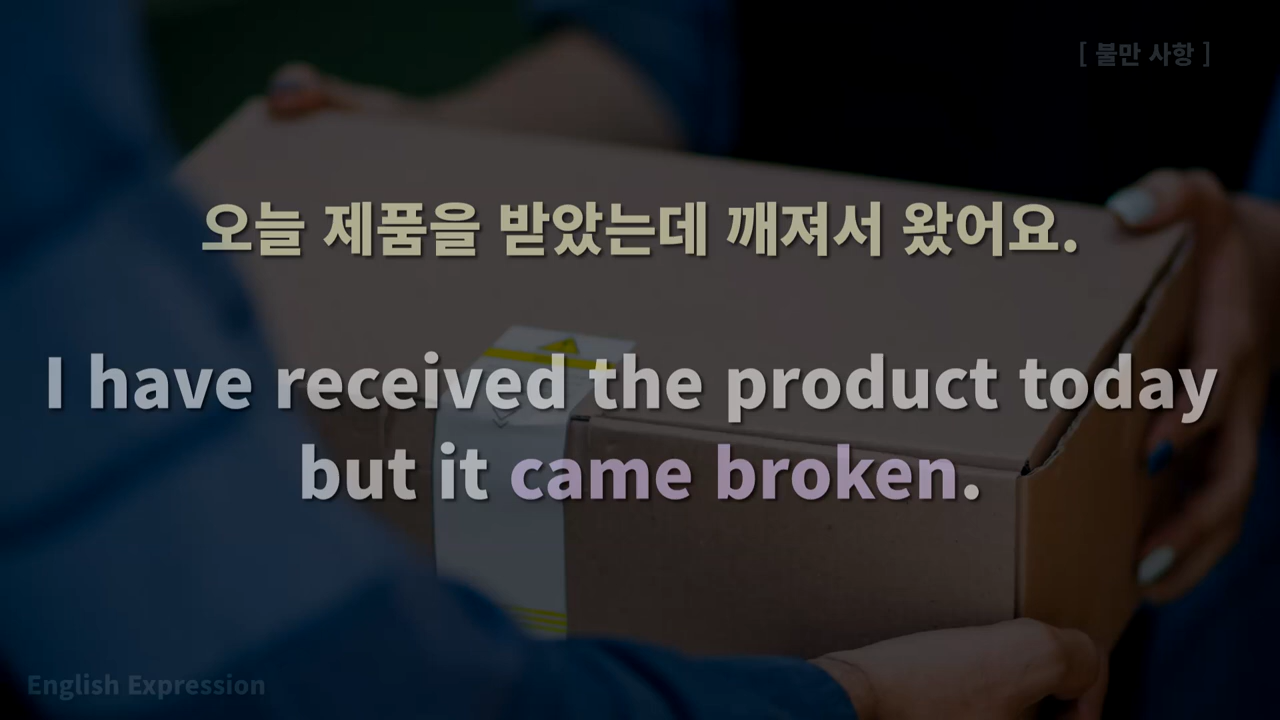 [ 불만 사항 ]
오늘 제품을 받았는데 깨져서 왔어요.
I have received the product today
but it came broken.
English Expression